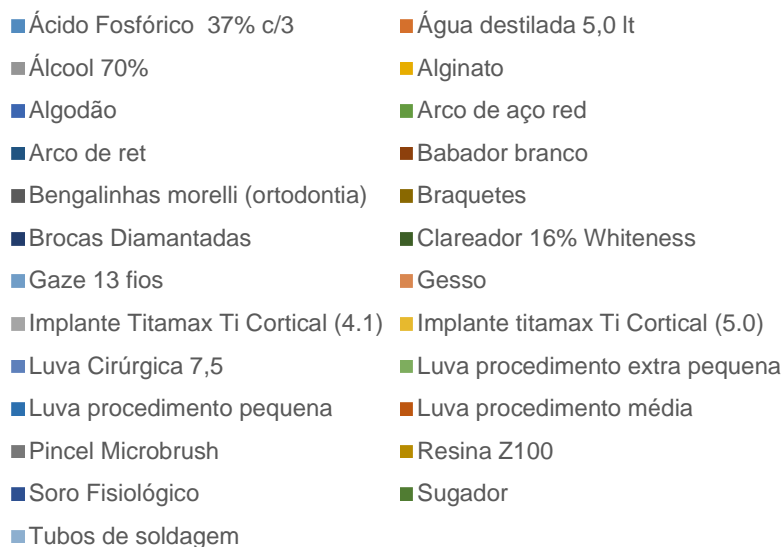 Ácido Fosfórico 37% c/3 Água destilada 5,0 lt
Álcool 70% Alginato
Algodão Arco de aço red
Arco de ret Babador branco
Bengalinhas morelli (ortodontia) Braquetes
Brocas Diamantadas Clareador 16% Whiteness
Gaze 13 fios Gesso
Implante Titamax Ti Cortical (4.1) Implante titamax Ti Cortical (5.0)
Luva Cirúrgica 7,5 Luva procedimento extra pequena
Luva procedimento pequena Luva procedimento média
Pincel Microbrush Resina Z100
Soro Fisiológico Sugador
Tubos de soldagem